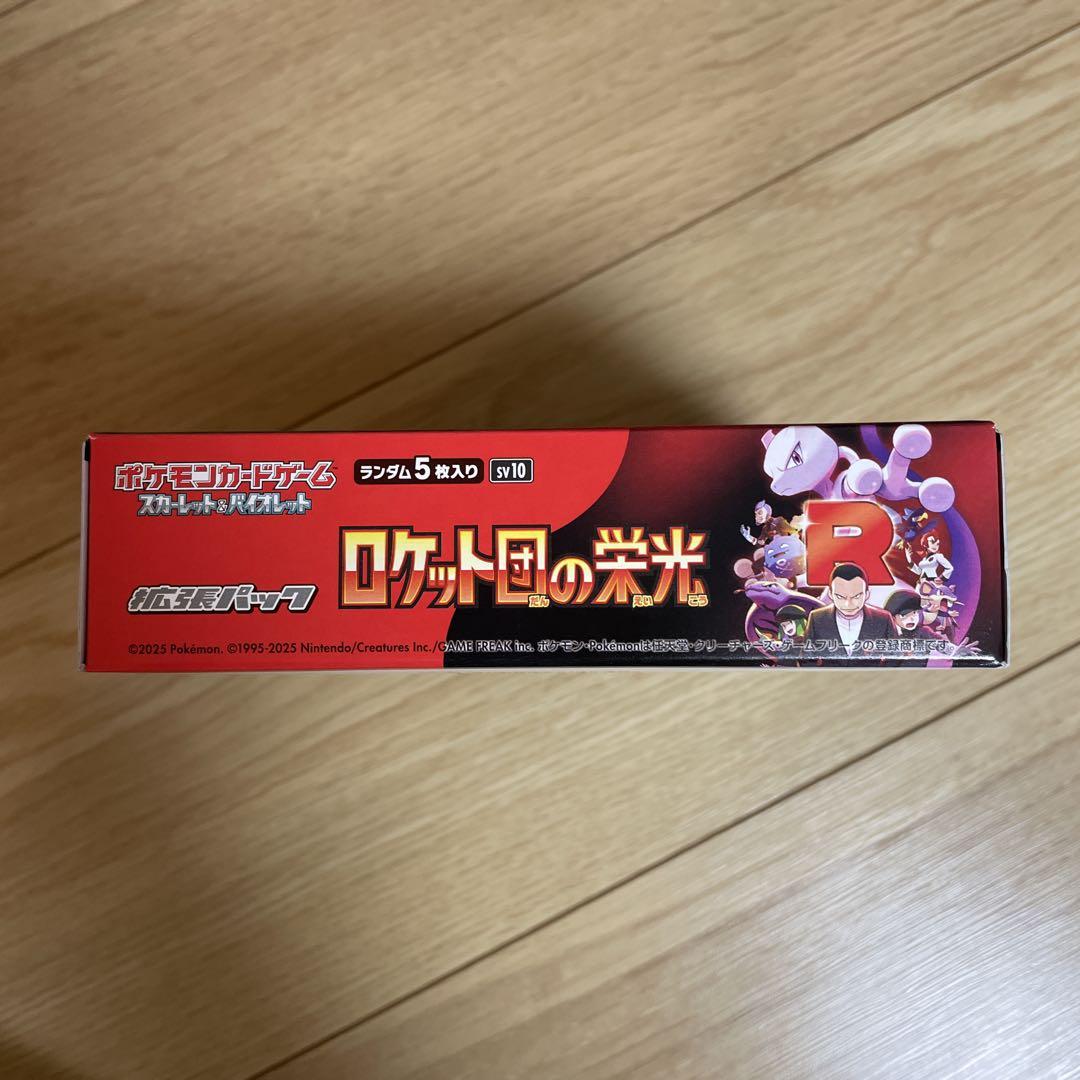 ポケモンカードゲーム™
スカーレット&バイオレット
ランダム5枚入り
SV10
拡張パック
ロケット団の栄光
だん えい こう
R
©2025 Pokémon. ©1995-2025 Nintendo/Creatures Inc./GAME FREAK inc. ポケモン・Pokémonは任天堂・クリーチャーズ・ゲームフリークの登録商標です。